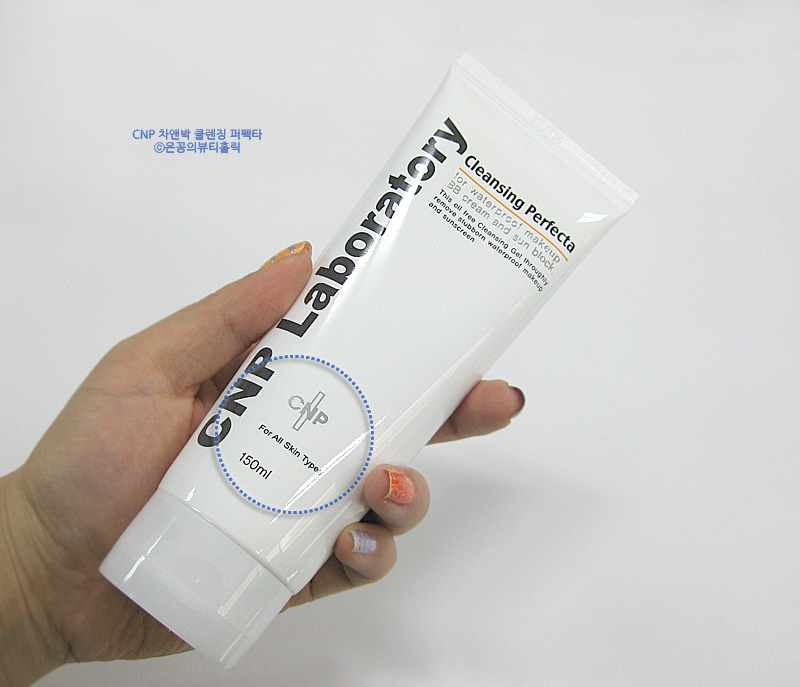 CNP 차앤박 클렌징 퍼펙타
©온꽁의뷰티홀릭
CNP Laboratory
Cleansing Perfecta
for waterproof makeup
BB cream and sun block.
This oil free Cleansing Gel throughly
remove stubborn waterproof makeup
and sunscreen
CNP
For All Skin Type
150ml